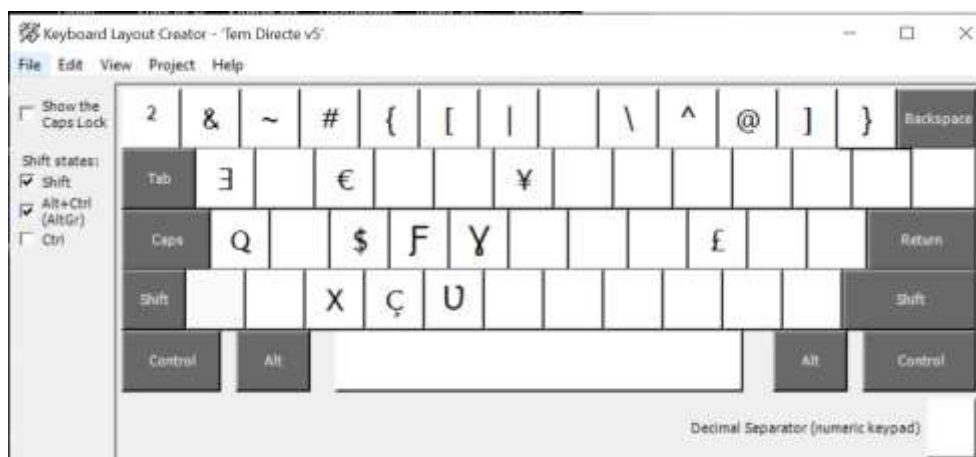 Keyboard Layout Creator - 'Tem Directe v5'
File Edit View Project Help
Show the
Caps Lock
² & ~ # { [ | \ ^ @ ] } Backspace
Shift states:
Shift
Alt+Ctrl
(AltGr)
Ctrl
Tab Ǝ € ¥
Caps Q $ Ƒ Ɣ £ Return
Shift X Ç Ʋ Shift
Control Alt Alt Control
Decimal Separator (numeric keypad)